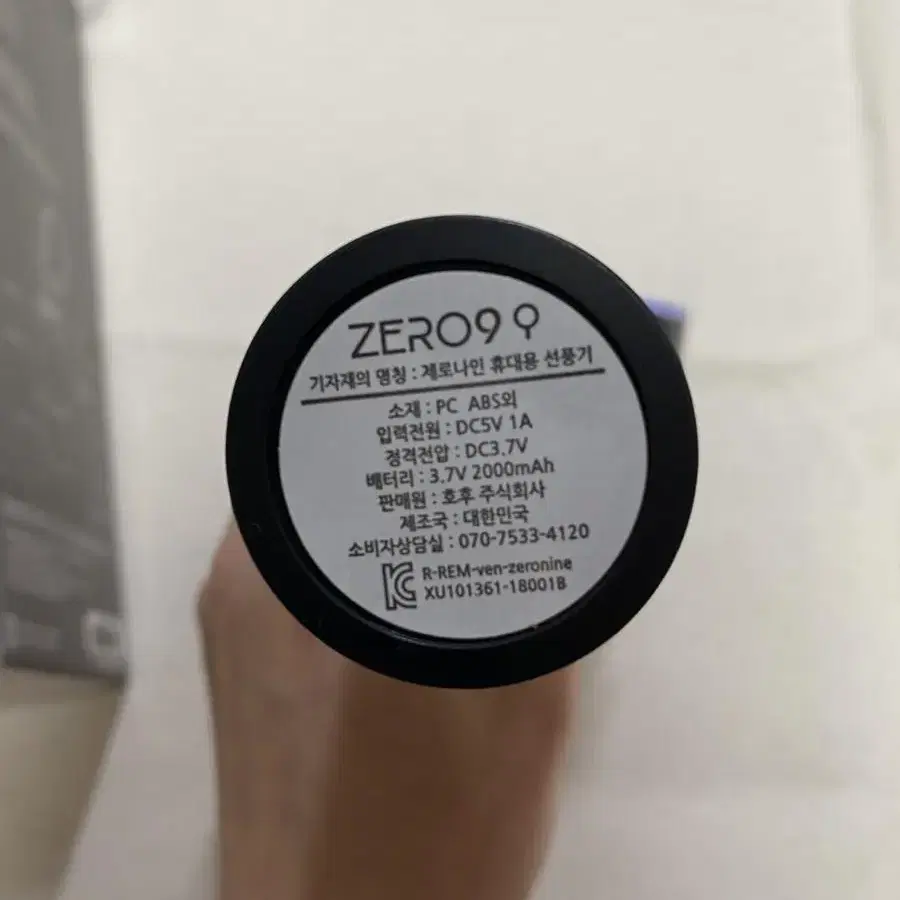 ZERO9
기자재의 명칭 : 제로나인 휴대용 선풍기
소재 : PC ABS외
입력전원 : DC5V 1A
정격전압 : DC3.7V
배터리 : 3.7V 2000mAh
판매원 : 호후 주식회사
제조국 : 대한민국
소비자상담실 : 070-7533-4120
R-REM-ven-zeronine
XU101361-18001B